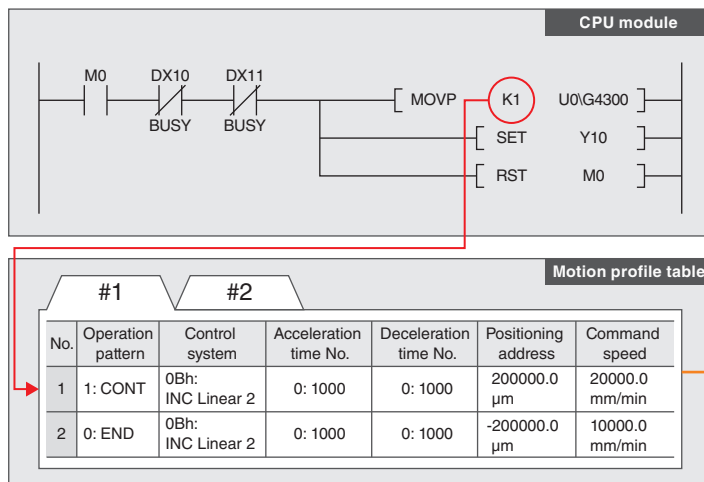 CPU module
M0 DX10 DX11
MOVP K1 U0\G4300
BUSY BUSY
SET Y10
RST M0
Motion profile table
#1 #2
No. Operation pattern Control system Acceleration time No. Deceleration time No. Positioning address Command speed
1 1: CONT 0Bh: INC Linear 2 0: 1000 0: 1000 200000.0 µm 20000.0 mm/min
2 0: END 0Bh: INC Linear 2 0: 1000 0: 1000 -200000.0 µm 10000.0 mm/min